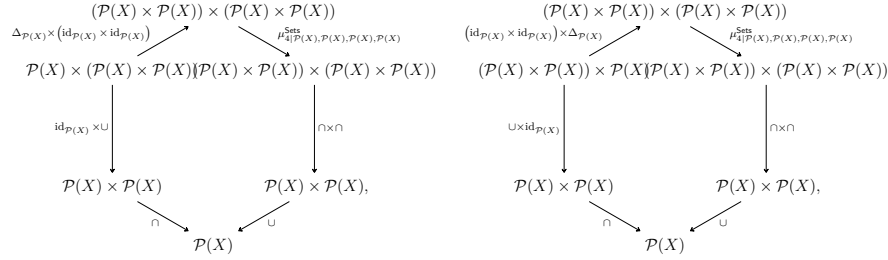 (𝒫(X) × 𝒫(X)) × (𝒫(X) × 𝒫(X)) (𝒫(X) × 𝒫(X)) × (𝒫(X) × 𝒫(X))
Δ_{𝒫(X)} × (id_{𝒫(X)} × id_{𝒫(X)}) μ^{Sets}_{4|𝒫(X),𝒫(X),𝒫(X),𝒫(X)} (id_{𝒫(X)} × id_{𝒫(X)}) × Δ_{𝒫(X)} μ^{Sets}_{4|𝒫(X),𝒫(X),𝒫(X),𝒫(X)}
𝒫(X) × (𝒫(X) × 𝒫(X)) (𝒫(X) × 𝒫(X)) × (𝒫(X) × 𝒫(X)) (𝒫(X) × 𝒫(X)) × 𝒫(X) (𝒫(X) × 𝒫(X)) × (𝒫(X) × 𝒫(X))
id_{𝒫(X)} × ∪ ∩×∩ ∪×id_{𝒫(X)} ∩×∩
𝒫(X) × 𝒫(X) 𝒫(X) × 𝒫(X), 𝒫(X) × 𝒫(X) 𝒫(X) × 𝒫(X),
∩ ∪ ∩ ∪
𝒫(X) 𝒫(X)